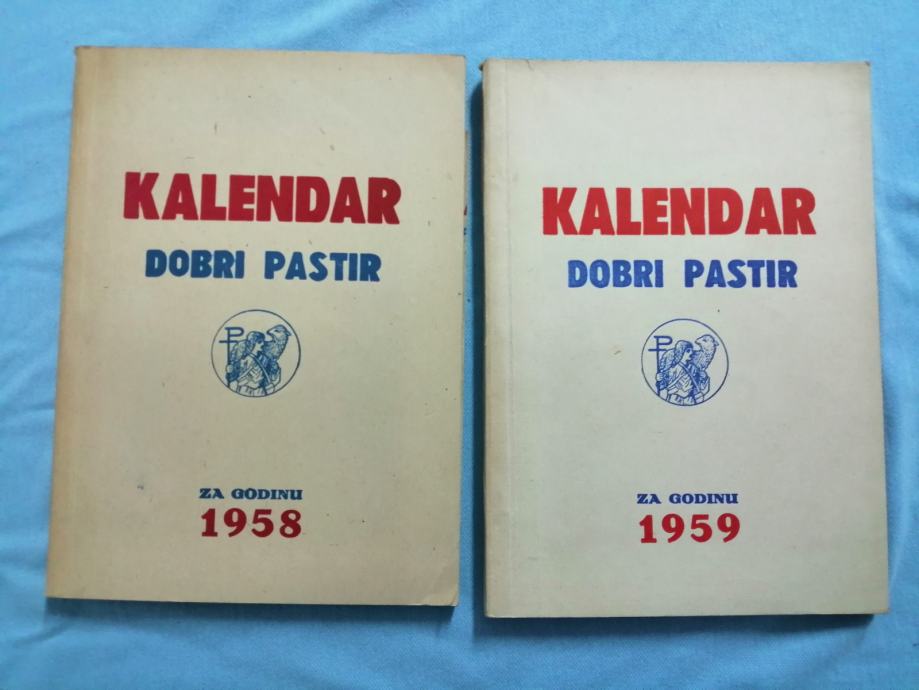 KALENDAR
DOBRI PASTIR
ZA GODINU
1958
KALENDAR
DOBRI PASTIR
ZA GODINU
1959